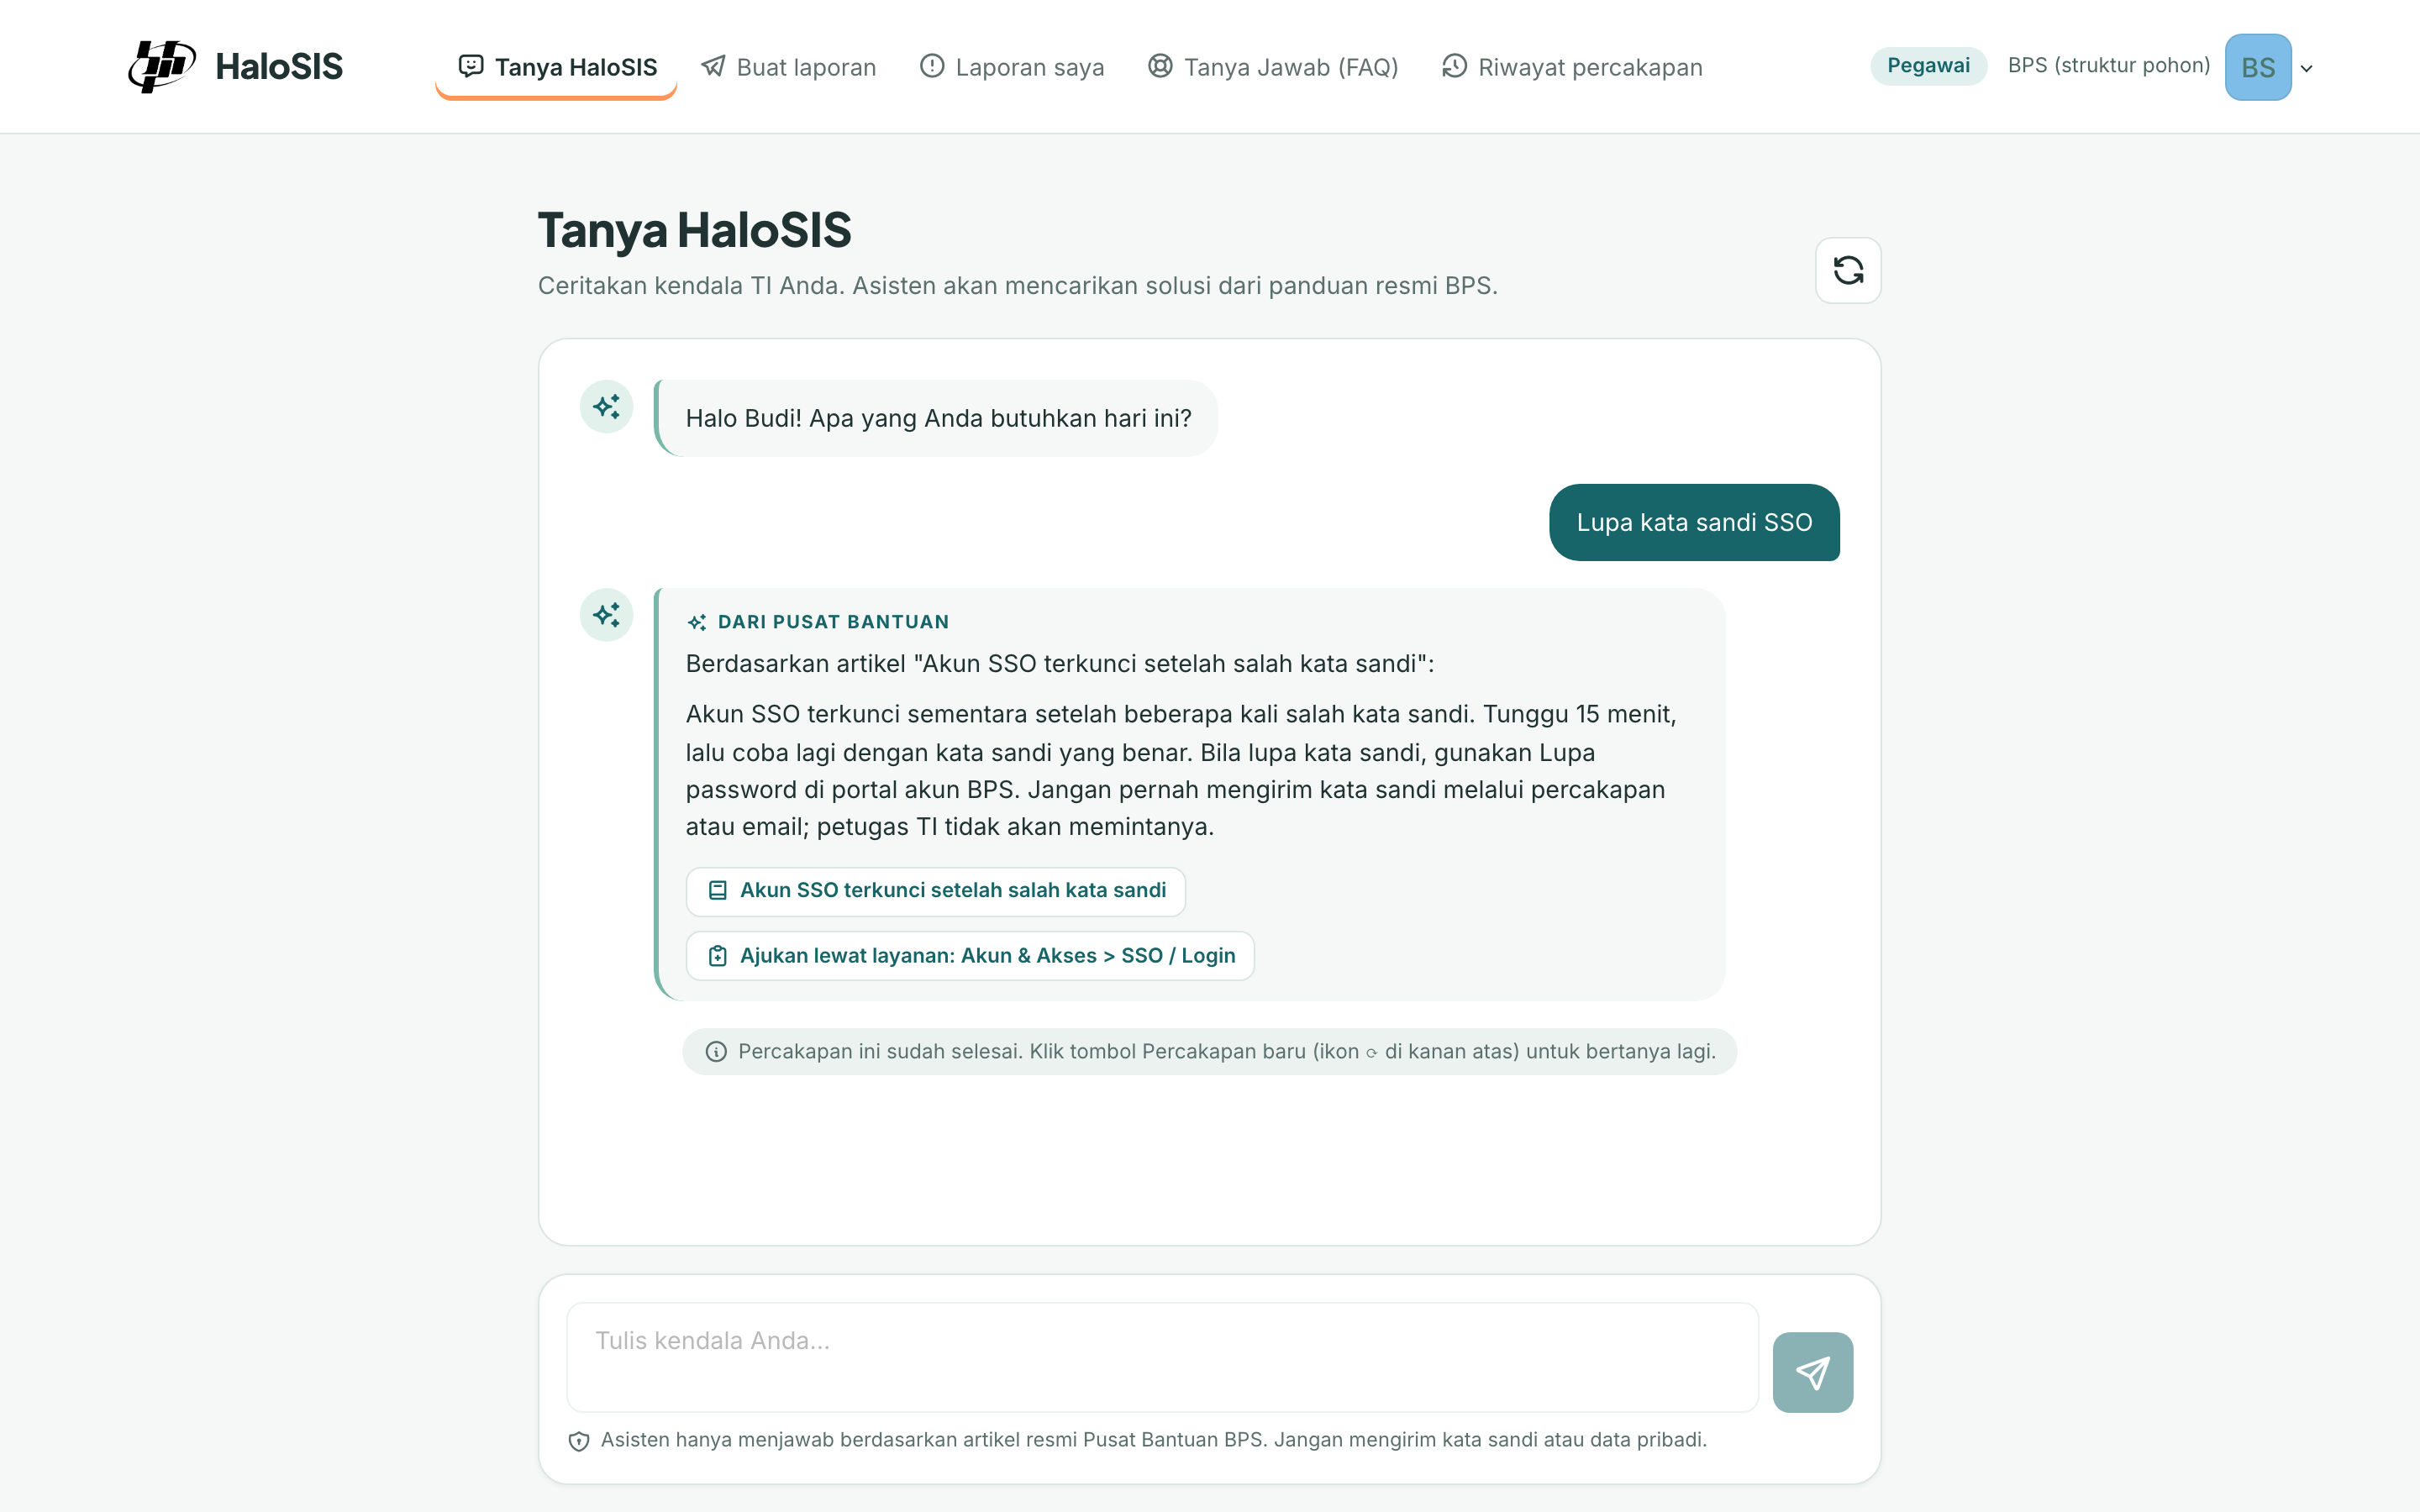 HaloSIS
Tanya HaloSIS
Buat laporan
Laporan saya
Tanya Jawab (FAQ)
Riwayat percakapan
Pegawai
BPS (struktur pohon)
BS
Tanya HaloSIS
Ceritakan kendala TI Anda. Asisten akan mencarikan solusi dari panduan resmi BPS.
Halo Budi! Apa yang Anda butuhkan hari ini?
Lupa kata sandi SSO
DARI PUSAT BANTUAN
Berdasarkan artikel "Akun SSO terkunci setelah salah kata sandi":
Akun SSO terkunci sementara setelah beberapa kali salah kata sandi. Tunggu 15 menit,
lalu coba lagi dengan kata sandi yang benar. Bila lupa kata sandi, gunakan Lupa
password di portal akun BPS. Jangan pernah mengirim kata sandi melalui percakapan
atau email; petugas TI tidak akan memintanya.
Akun SSO terkunci setelah salah kata sandi
Ajukan lewat layanan: Akun & Akses > SSO / Login
Percakapan ini sudah selesai. Klik tombol Percakapan baru (ikon ⟳ di kanan atas) untuk bertanya lagi.
Tulis kendala Anda...
Asisten hanya menjawab berdasarkan artikel resmi Pusat Bantuan BPS. Jangan mengirim kata sandi atau data pribadi.